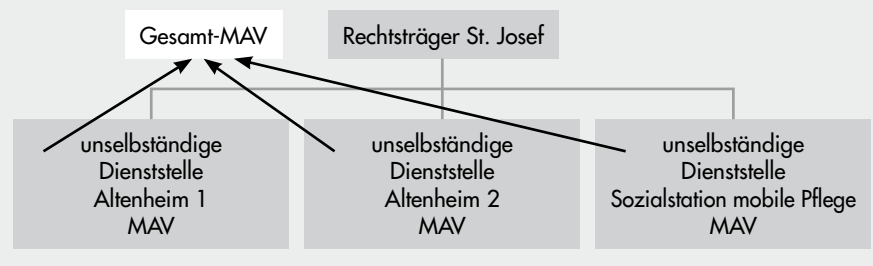 Gesamt-MAV
Rechtsträger St. Josef
unselbständige
Dienststelle
Altenheim 1
MAV
unselbständige
Dienststelle
Altenheim 2
MAV
unselbständige
Dienststelle
Sozialstation mobile Pflege
MAV